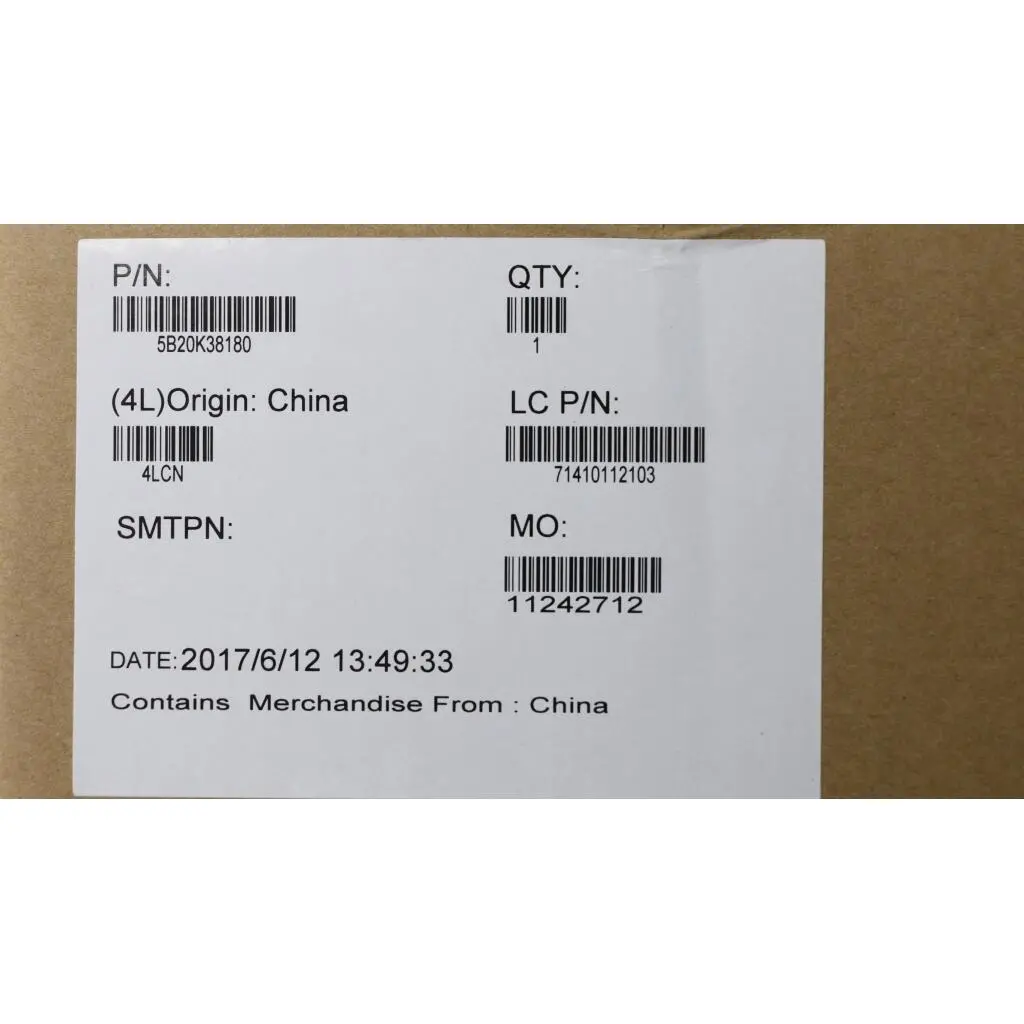 P/N:
5B20K38180
QTY:
1
(4L)Origin: China
4LCN
LC P/N:
71410112103
SMTPN:
MO:
11242712
DATE:2017/6/12 13:49:33
Contains Merchandise From : China